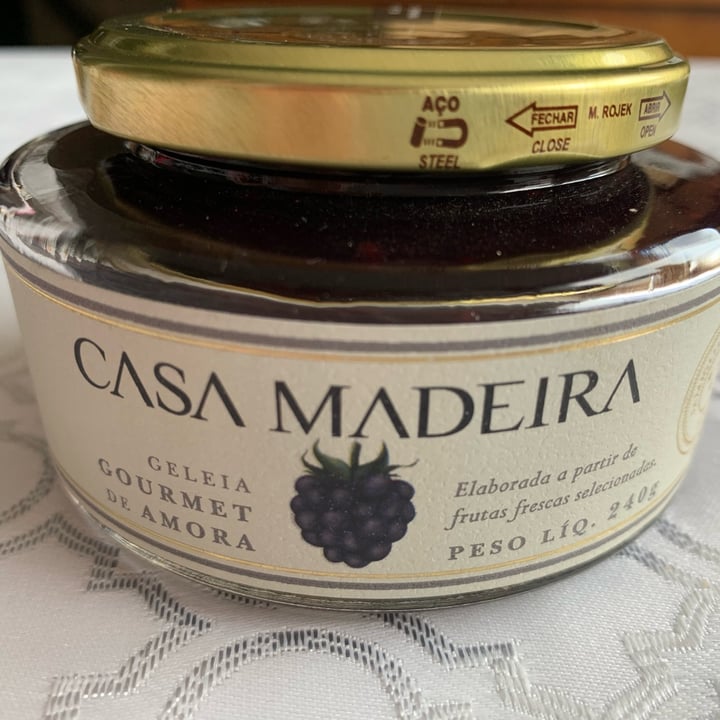 AÇO
STEEL
FECHAR
CLOSE
M. ROJEK
ABRIR
OPEN
CASA MADEIRA
GELEIA
GOURMET
DE AMORA
Elaborada a partir de
frutas frescas selecionadas.
PESO LÍQ. 240g